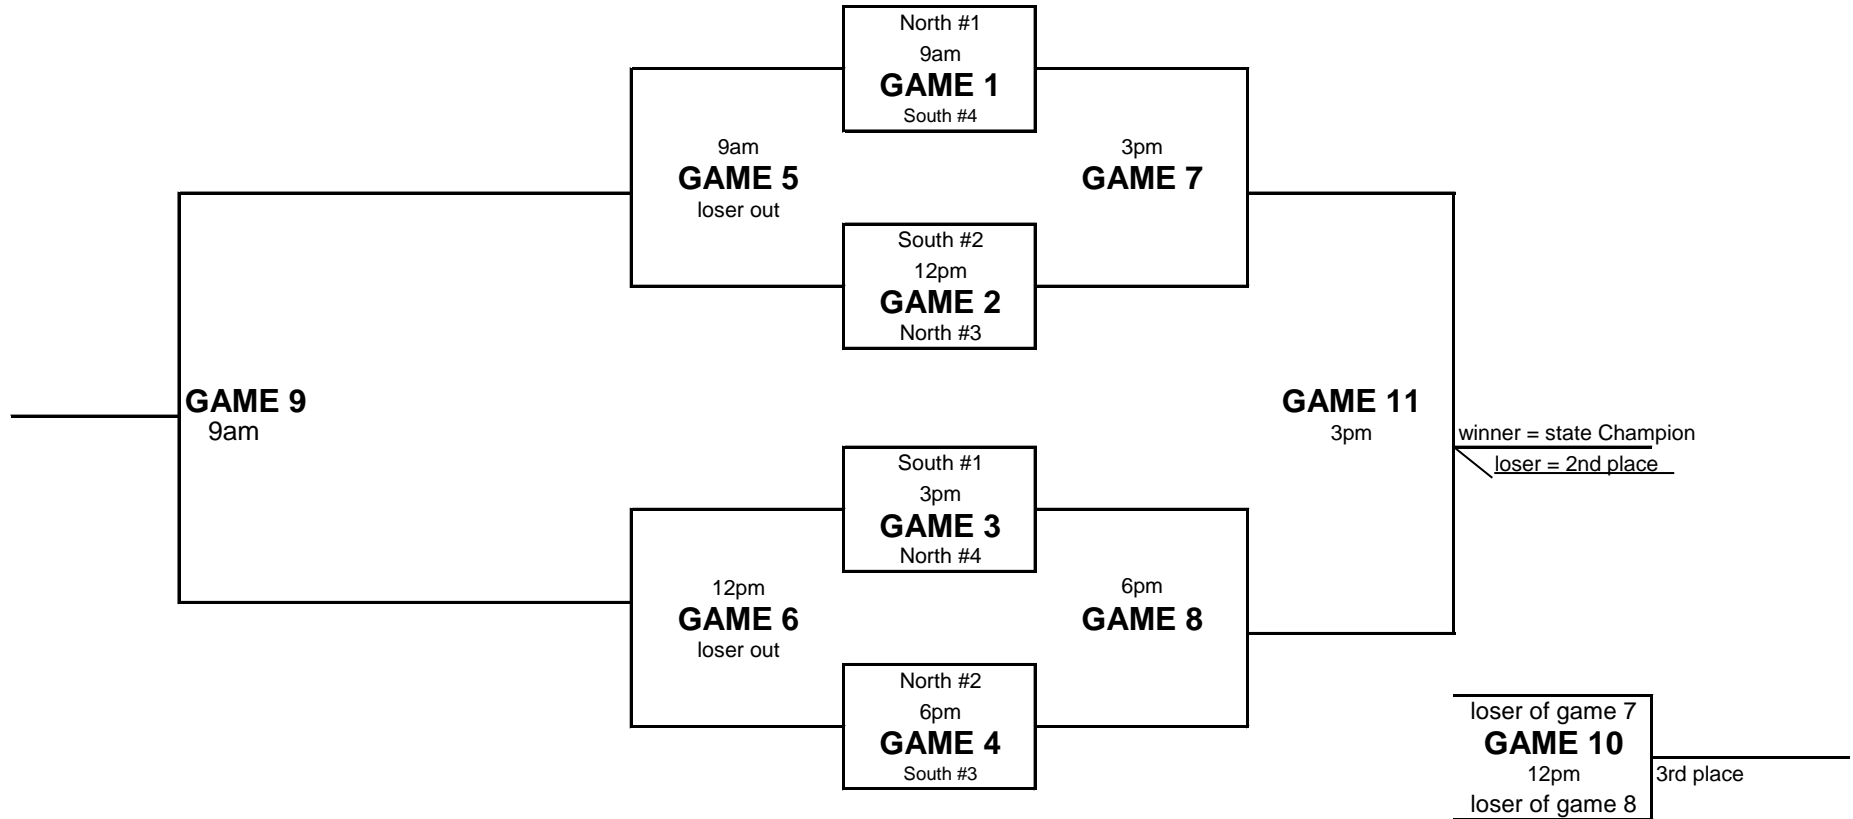 North #1
9am
GAME 1
South #4
9am
GAME 5
loser out
3pm
GAME 7
South #2
12pm
GAME 2
North #3
GAME 9
9am
GAME 11
3pm
winner = state Champion
loser = 2nd place
South #1
3pm
GAME 3
North #4
12pm
GAME 6
loser out
6pm
GAME 8
North #2
6pm
GAME 4
South #3
loser of game 7
GAME 10
12pm
3rd place
loser of game 8